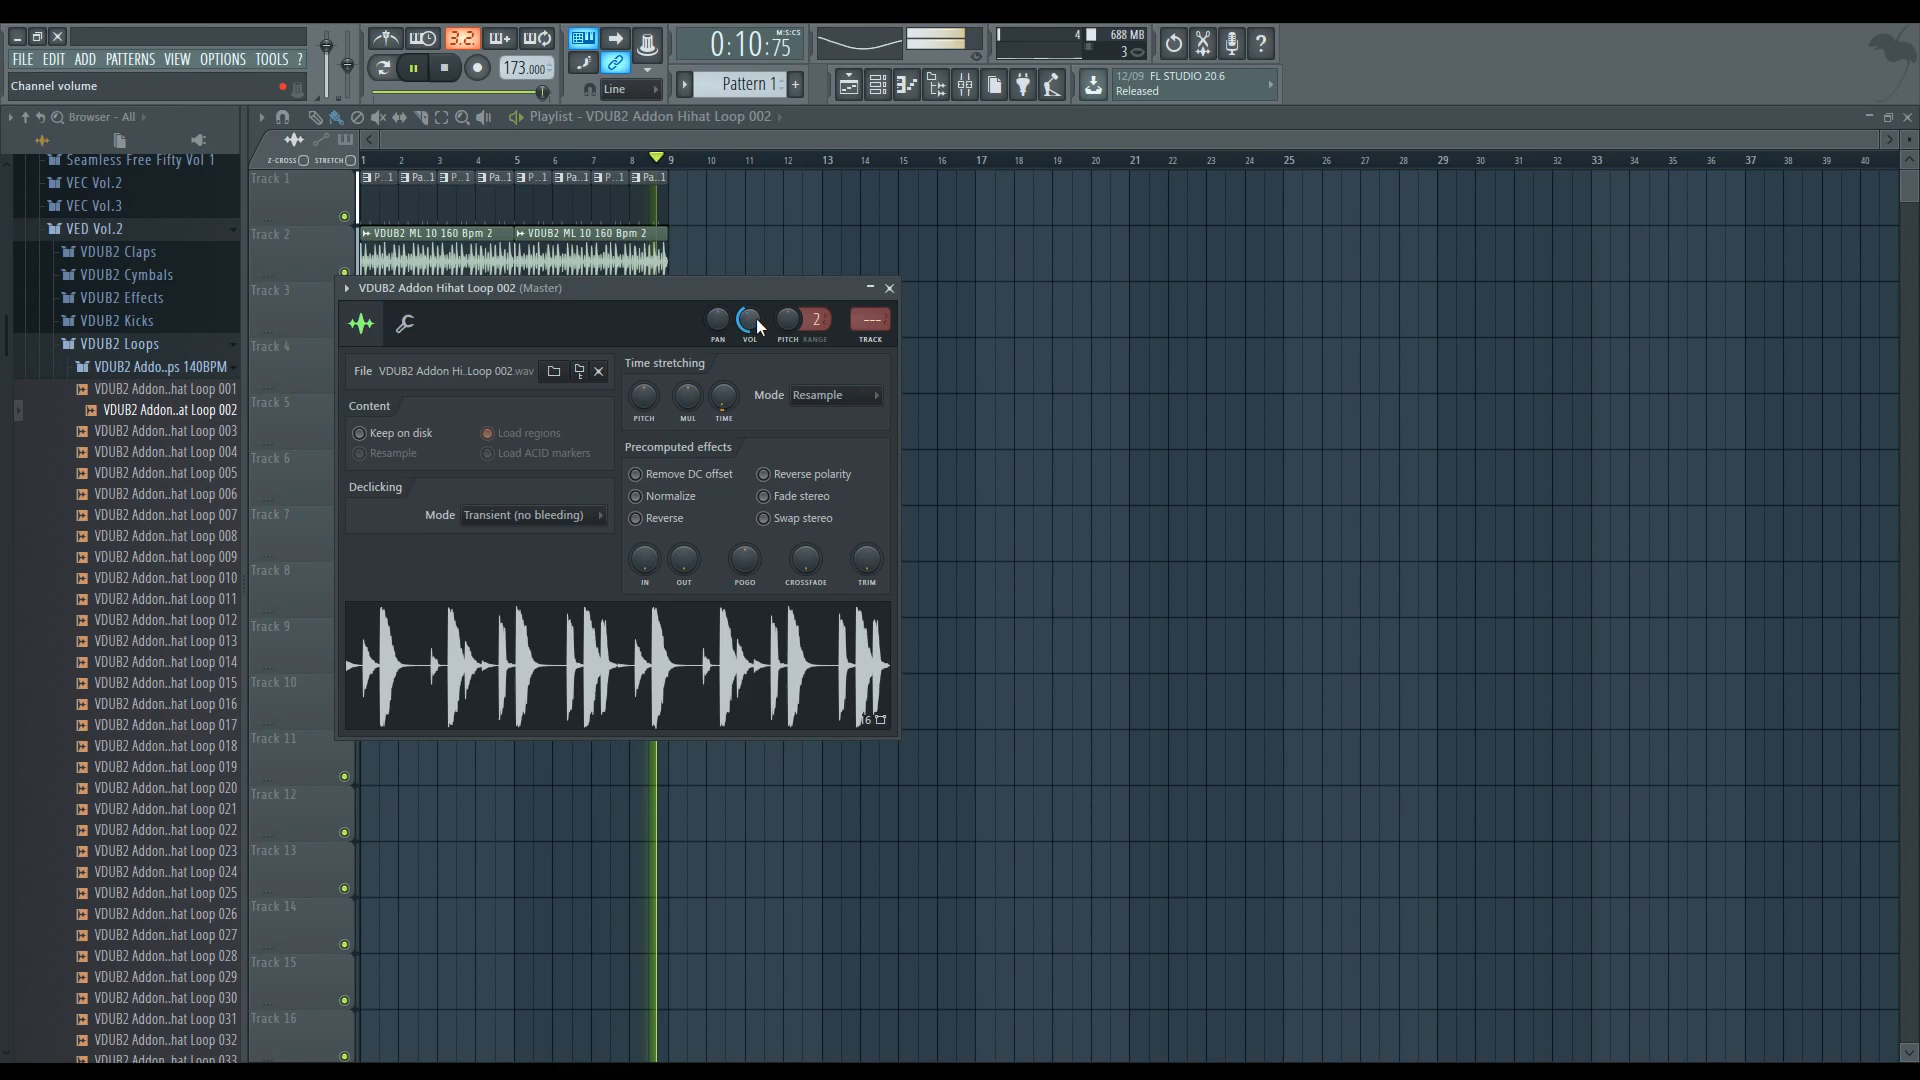 FILE EDIT ADD PATTERNS VIEW OPTIONS TOOLS ?
Channel volume
3.2.
173.000
Line
0:10:75
M:S:CS
Pattern 1
4
688 MB
3
12/09 FL STUDIO 20.6
Released
Browser - All
Playlist - VDUB2 Addon Hihat Loop 002
Z-CROSS STRETCH
1 2 3 4 5 6 7 8 9 10 11 12 13 14 15 16 17 18 19 20 21 22 23 24 25 26 27 28 29 30 31 32 33 34 35 36 37 38 39 40
Seamless Free Fifty Vol 1
VEC Vol.2
VEC Vol.3
VED Vol.2
VDUB2 Claps
VDUB2 Cymbals
VDUB2 Effects
VDUB2 Kicks
VDUB2 Loops
VDUB2 Addo..ps 140BPM
VDUB2 Addon..hat Loop 001
VDUB2 Addon..at Loop 002
VDUB2 Addon..hat Loop 003
VDUB2 Addon..hat Loop 004
VDUB2 Addon..hat Loop 005
VDUB2 Addon..hat Loop 006
VDUB2 Addon..hat Loop 007
VDUB2 Addon..hat Loop 008
VDUB2 Addon..hat Loop 009
VDUB2 Addon..hat Loop 010
VDUB2 Addon..hat Loop 011
VDUB2 Addon..hat Loop 012
VDUB2 Addon..hat Loop 013
VDUB2 Addon..hat Loop 014
VDUB2 Addon..hat Loop 015
VDUB2 Addon..hat Loop 016
VDUB2 Addon..hat Loop 017
VDUB2 Addon..hat Loop 018
VDUB2 Addon..hat Loop 019
VDUB2 Addon..hat Loop 020
VDUB2 Addon..hat Loop 021
VDUB2 Addon..hat Loop 022
VDUB2 Addon..hat Loop 023
VDUB2 Addon..hat Loop 024
VDUB2 Addon..hat Loop 025
VDUB2 Addon..hat Loop 026
VDUB2 Addon..hat Loop 027
VDUB2 Addon..hat Loop 028
VDUB2 Addon..hat Loop 029
VDUB2 Addon..hat Loop 030
VDUB2 Addon..hat Loop 031
VDUB2 Addon..hat Loop 032
VDUB2 Addon..hat Loop 033
Track 1
P..1 Pa..1 P..1 Pa..1 P..1 Pa..1 P..1 Pa..1
Track 2
VDUB2 ML 10 160 Bpm 2 VDUB2 ML 10 160 Bpm 2
Track 3
Track 4
Track 5
Track 6
Track 7
Track 8
Track 9
Track 10
Track 11
Track 12
Track 13
Track 14
Track 15
Track 16
VDUB2 Addon Hihat Loop 002 (Master)
2
---
PAN VOL PITCH RANGE TRACK
File VDUB2 Addon Hi..Loop 002.wav
Content
Keep on disk Load regions
Resample Load ACID markers
Declicking
Mode Transient (no bleeding)
Time stretching
Mode Resample
PITCH MUL TIME
Precomputed effects
Remove DC offset Reverse polarity
Normalize Fade stereo
Reverse Swap stereo
IN OUT POGO CROSSFADE TRIM
16